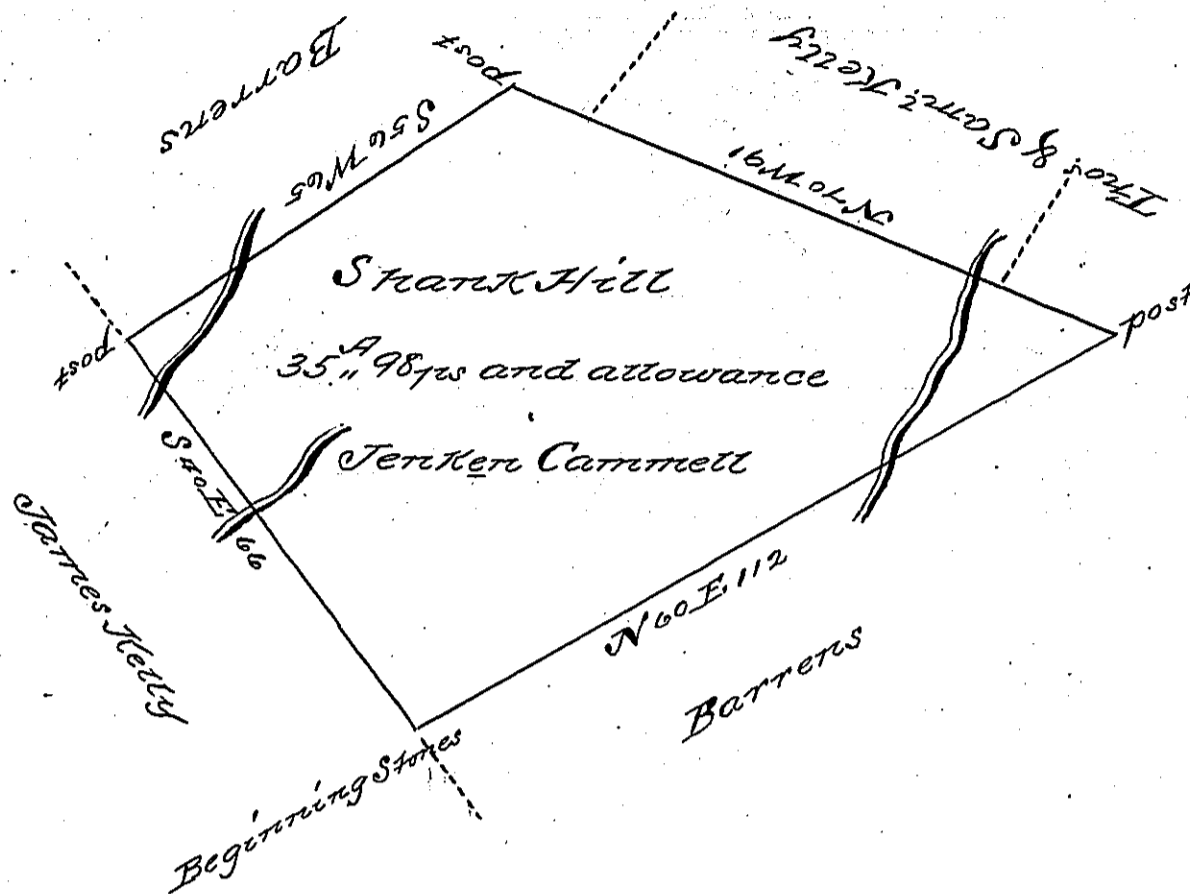 Barrens
post
Thos. & Saml. Kelly
S 56 W 65
N 70 W 91
Shank Hill
35 A,, 98 ps and allowance
Jenken Cammell
post
post
S 40 E 66
James Kelly
N 60 E 112
Barrens
Beginning Stones